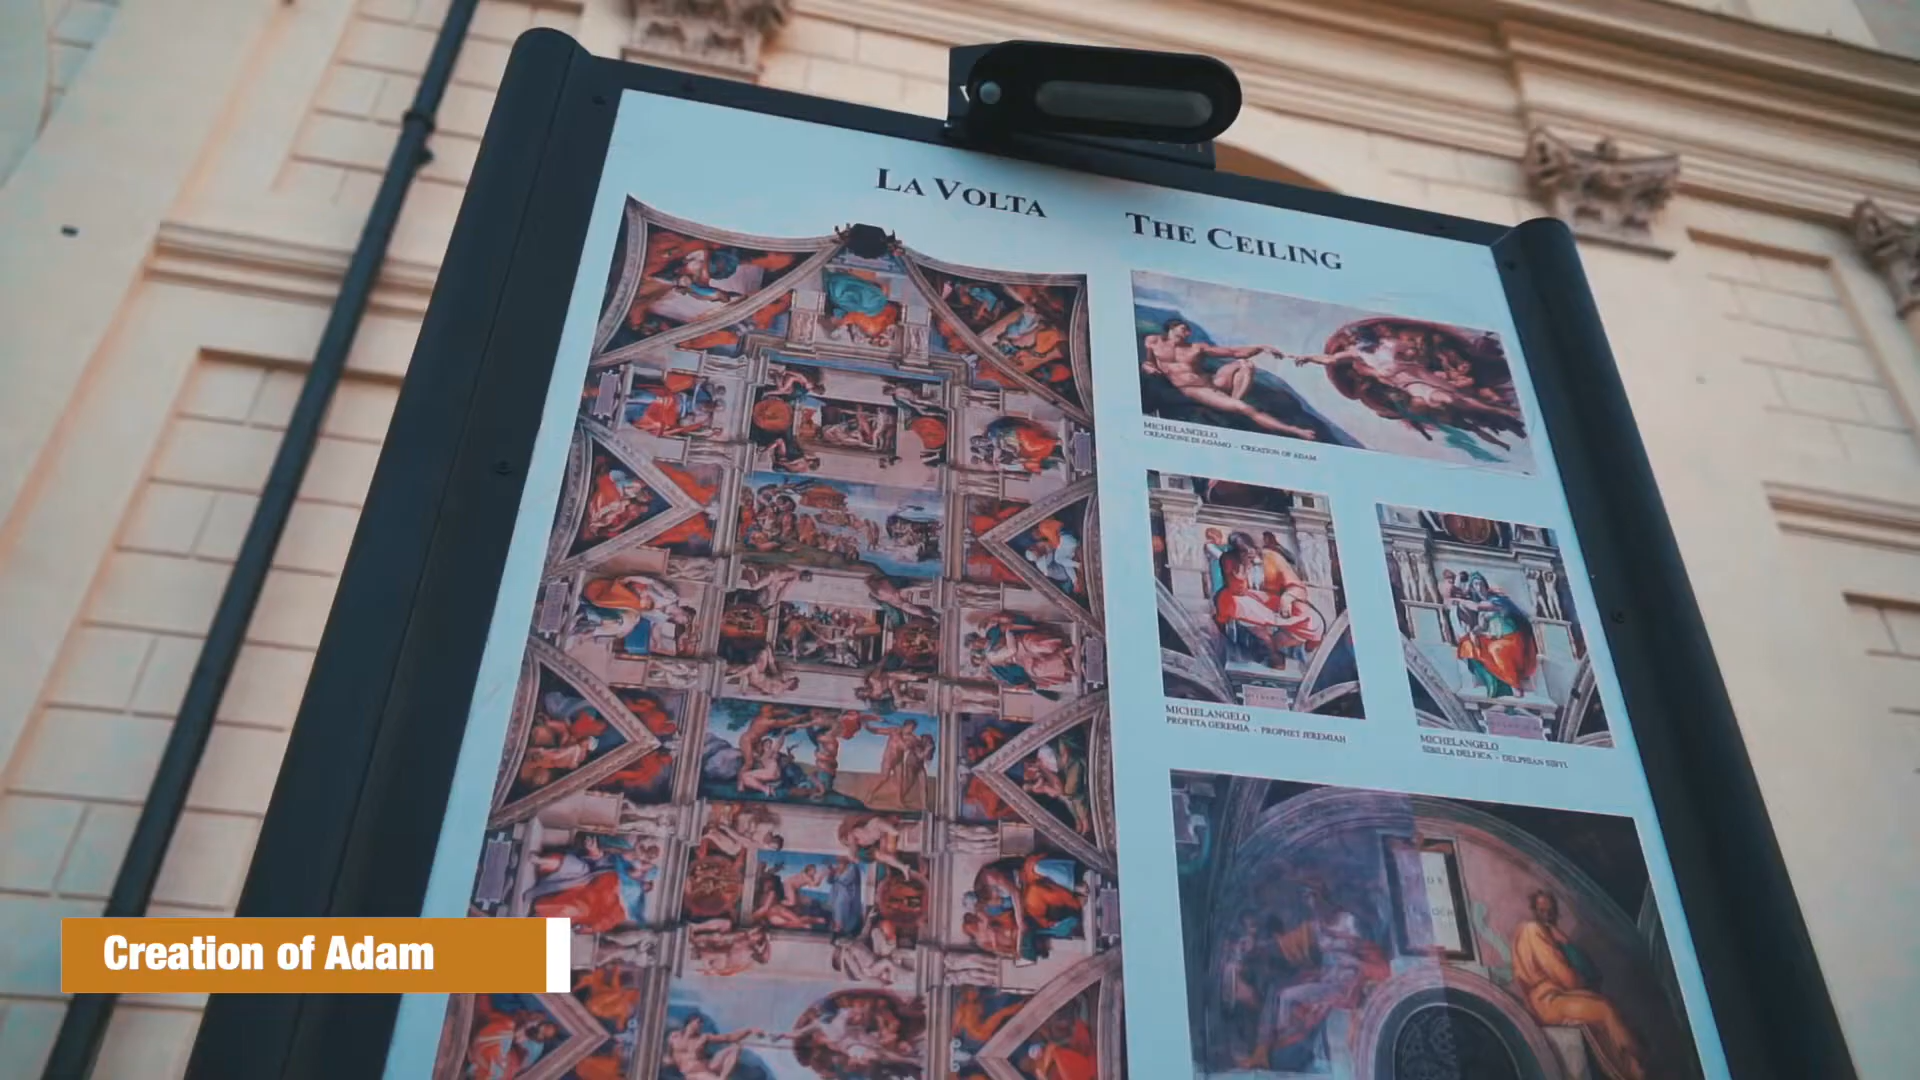 LA VOLTA
THE CEILING
MICHELANGELO
CREAZIONE DI ADAMO - CREATION OF ADAM
MICHELANGELO
PROFETA GEREMIA - PROPHET JEREMIAH
MICHELANGELO
SIBILLA DELFICA - DELPHIAN SIBYL
Creation of Adam